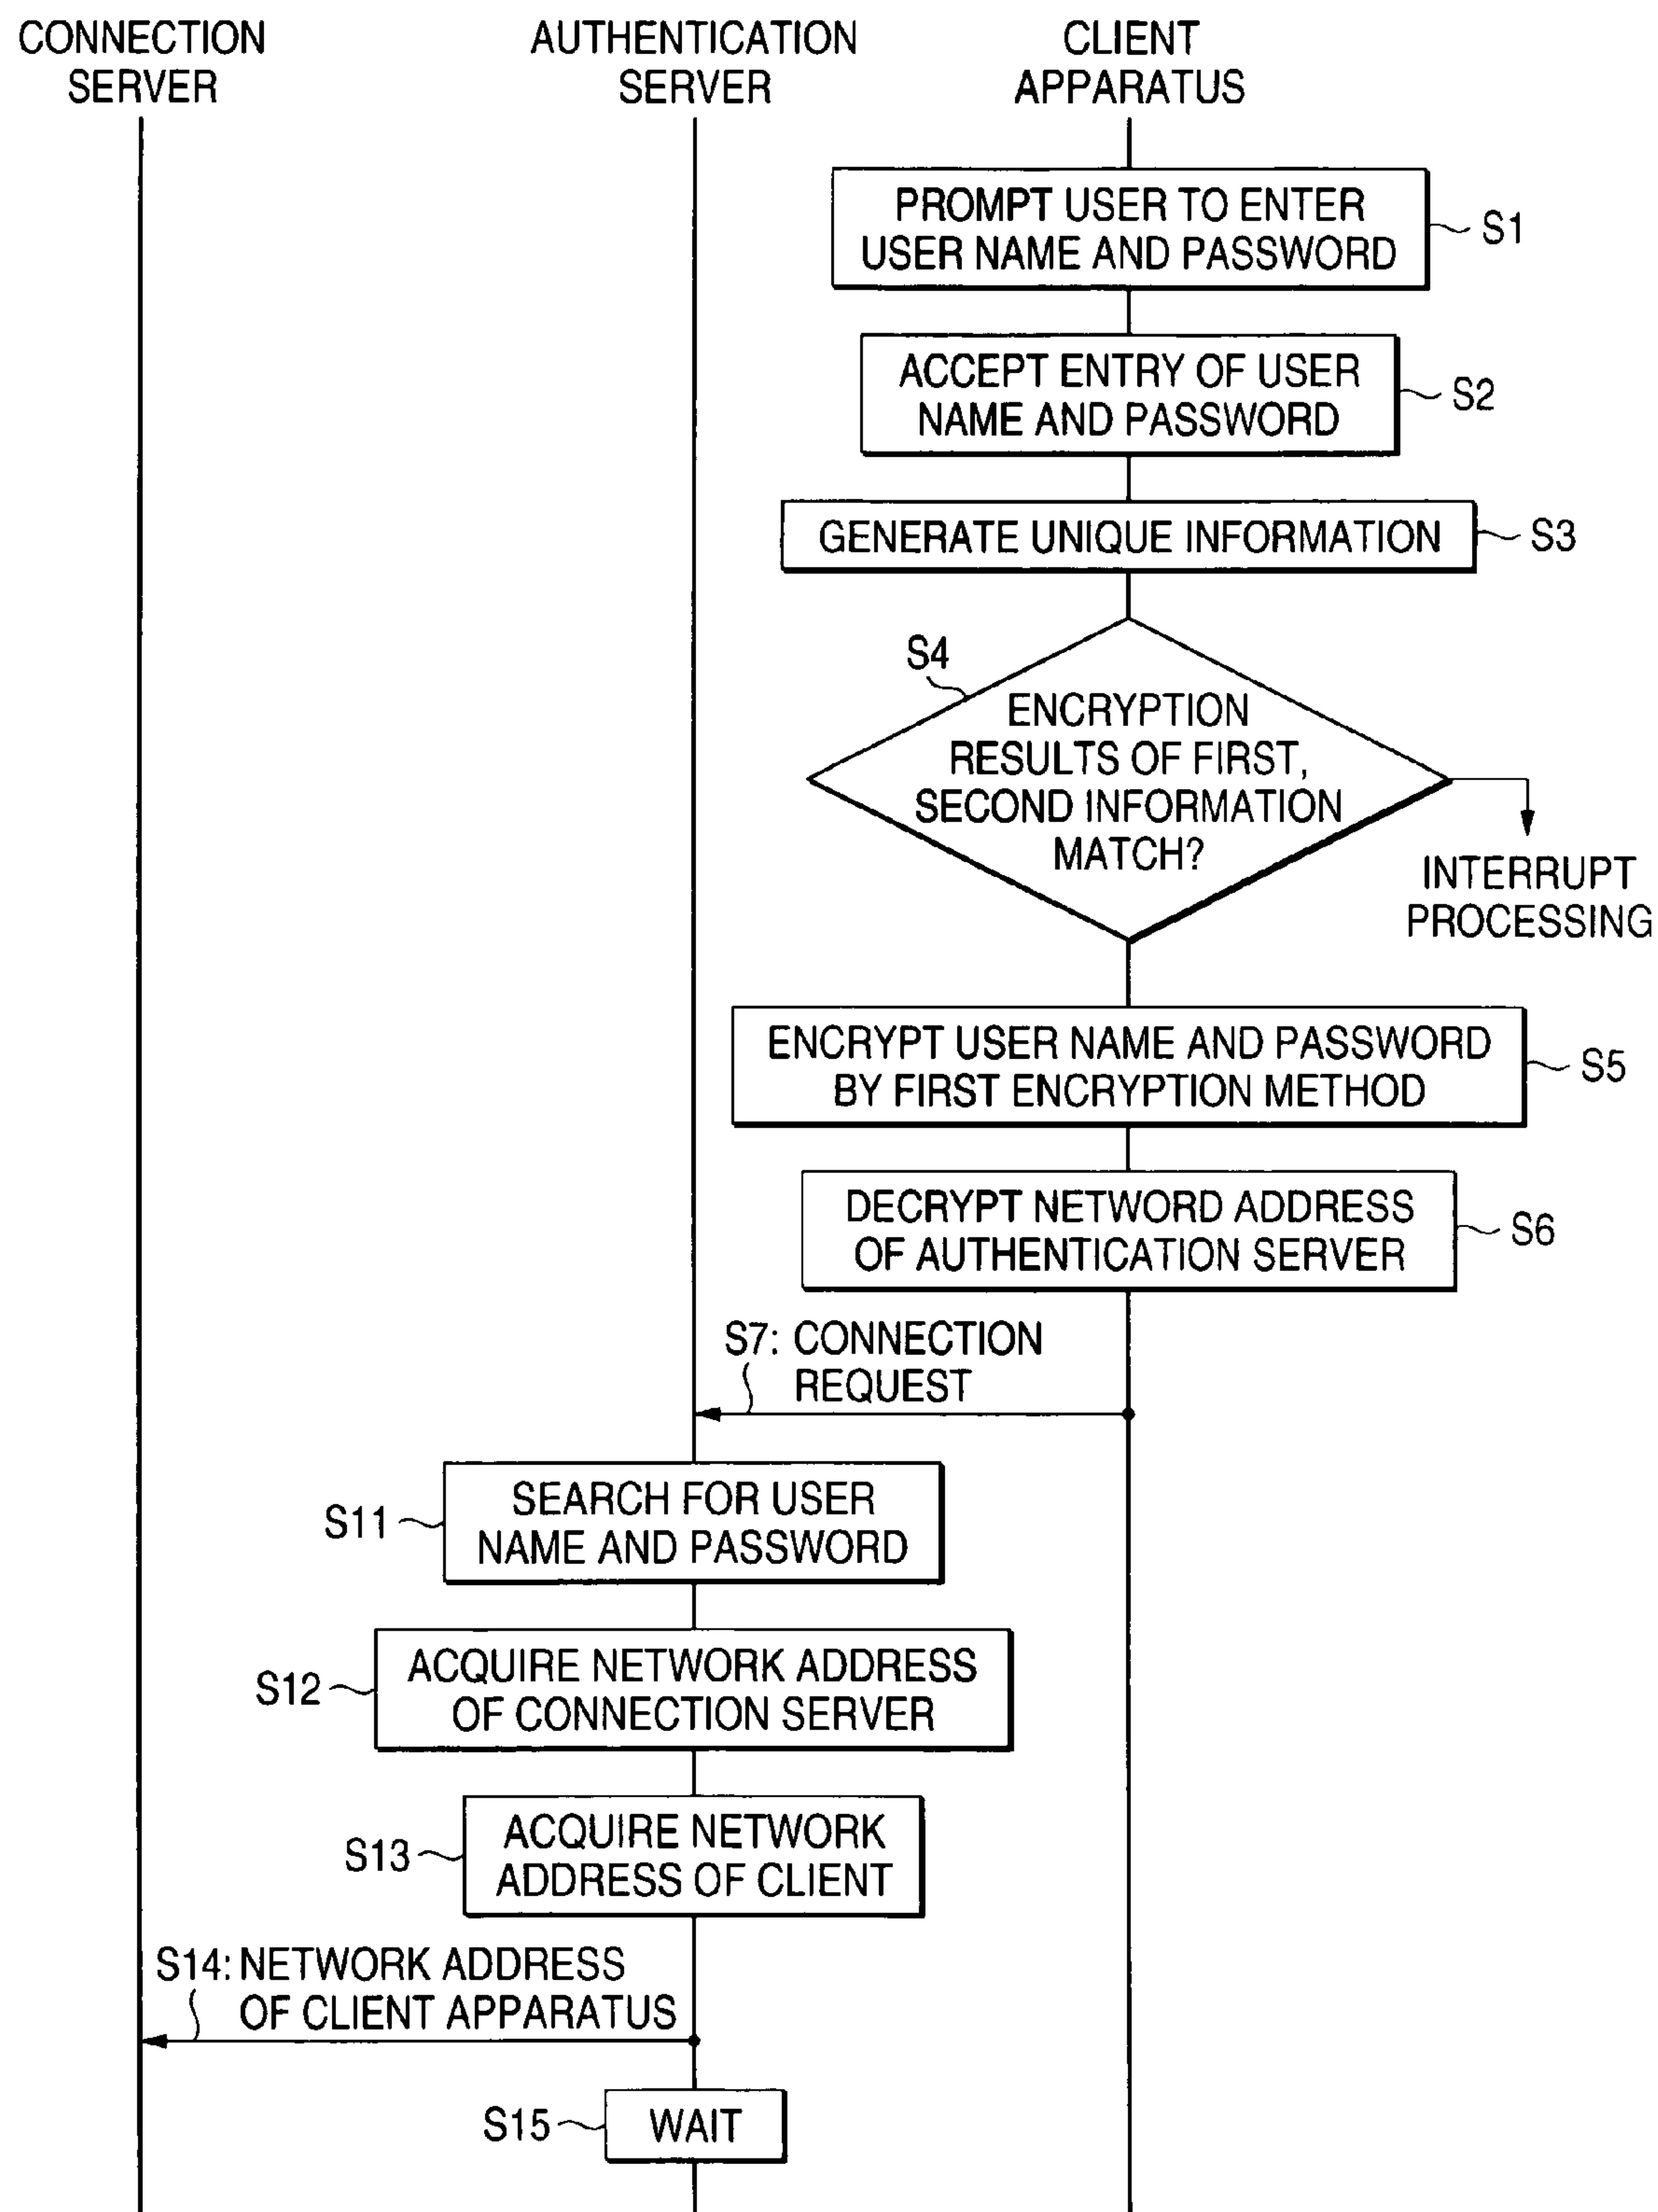 CONNECTION
SERVER
AUTHENTICATION
SERVER
CLIENT
APPARATUS
PROMPT USER TO ENTER
USER NAME AND PASSWORD
S1
ACCEPT ENTRY OF USER
NAME AND PASSWORD
S2
GENERATE UNIQUE INFORMATION
S3
S4
ENCRYPTION
RESULTS OF FIRST,
SECOND INFORMATION
MATCH?
INTERRUPT
PROCESSING
ENCRYPT USER NAME AND PASSWORD
BY FIRST ENCRYPTION METHOD
S5
DECRYPT NETWORD ADDRESS
OF AUTHENTICATION SERVER
S6
S7: CONNECTION
REQUEST
SEARCH FOR USER
NAME AND PASSWORD
S11
ACQUIRE NETWORK ADDRESS
OF CONNECTION SERVER
S12
ACQUIRE NETWORK
ADDRESS OF CLIENT
S13
S14: NETWORK ADDRESS
OF CLIENT APPARATUS
S15
WAIT